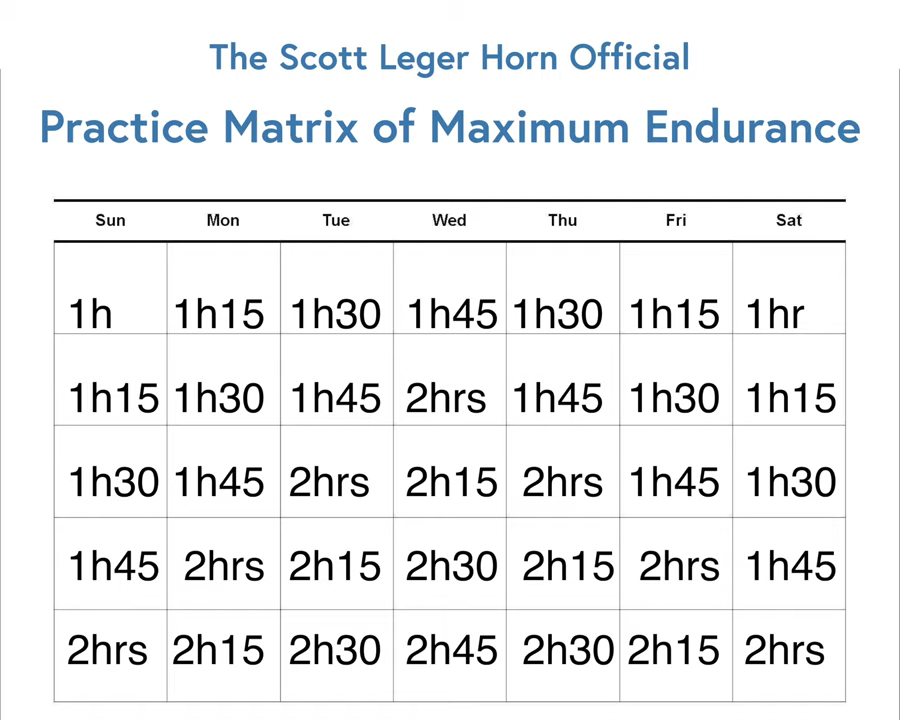 The Scott Leger Horn Official
Practice Matrix of Maximum Endurance
Sun Mon Tue Wed Thu Fri Sat
1h 1h15 1h30 1h45 1h30 1h15 1hr
1h15 1h30 1h45 2hrs 1h45 1h30 1h15
1h30 1h45 2hrs 2h15 2hrs 1h45 1h30
1h45 2hrs 2h15 2h30 2h15 2hrs 1h45
2hrs 2h15 2h30 2h45 2h30 2h15 2hrs